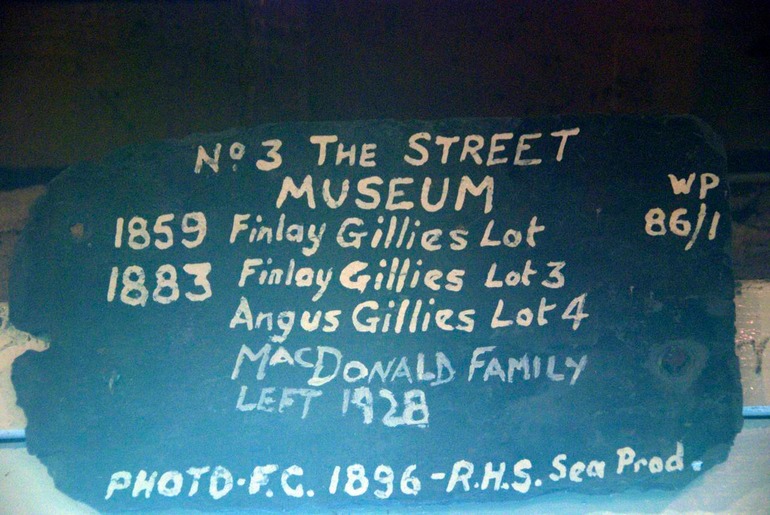 Nº 3 THE STREET
MUSEUM
WP
86/1
1859 Finlay Gillies Lot
1883 Finlay Gillies Lot 3
Angus Gillies Lot 4
MACDONALD FAMILY
LEFT 1928
PHOTO-F.C. 1896-R.H.S. Sea Prod.